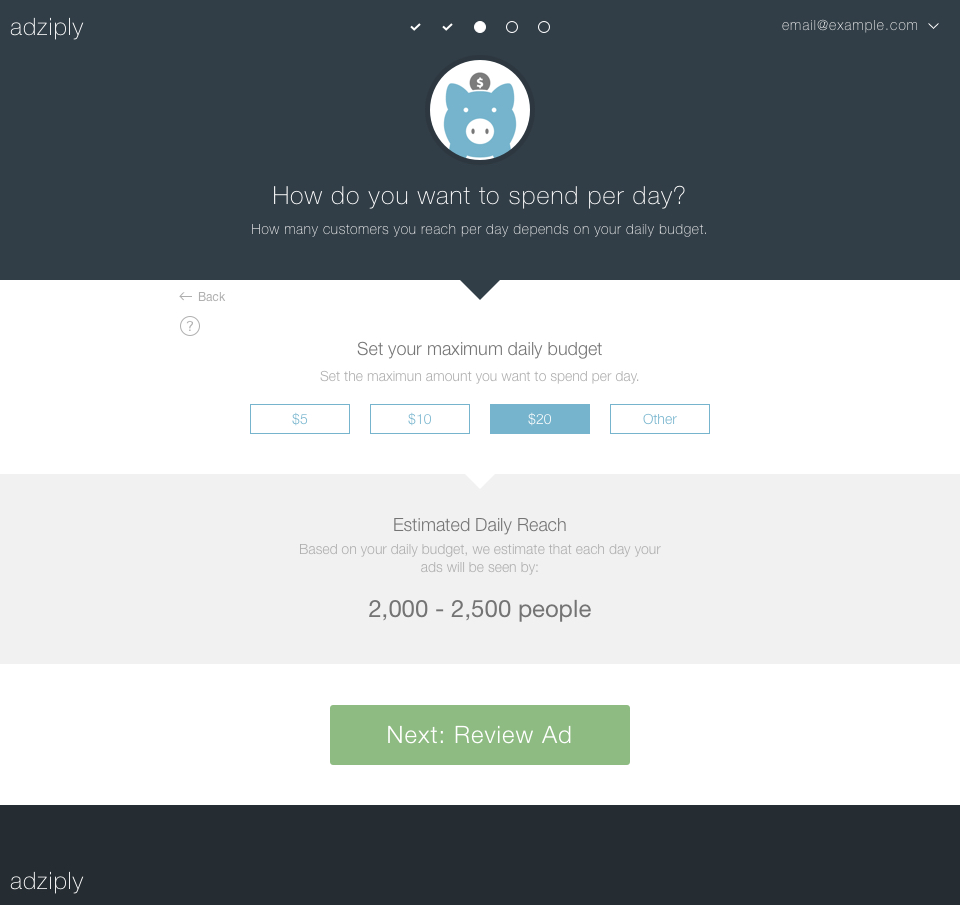 adziply
email@example.com
$
How do you want to spend per day?
How many customers you reach per day depends on your daily budget.
Back
?
Set your maximum daily budget
Set the maximun amount you want to spend per day.
$5
$10
$20
Other
Estimated Daily Reach
Based on your daily budget, we estimate that each day your
ads will be seen by:
2,000 - 2,500 people
Next: Review Ad
adziply